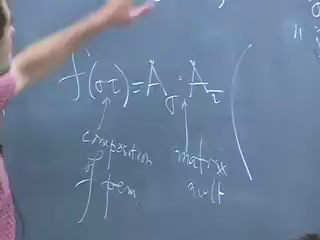 f(στ) = A_σ · A_τ (
composition
of perm
matrix
mult